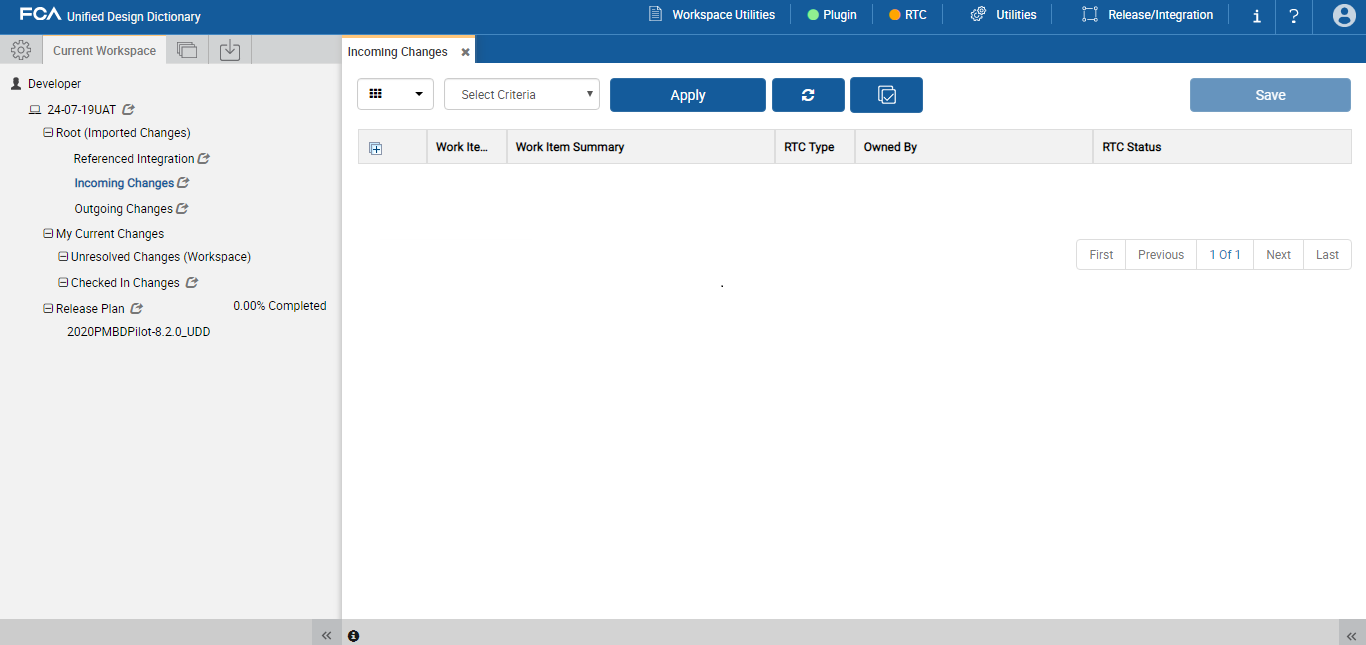 FCA Unified Design Dictionary
Workspace Utilities
Plugin
RTC
Utilities
Release/Integration
i
?
Current Workspace
Incoming Changes
Developer
24-07-19UAT
Root (Imported Changes)
Referenced Integration
Incoming Changes
Outgoing Changes
My Current Changes
Unresolved Changes (Workspace)
Checked In Changes
Release Plan
0.00% Completed
2020PMBDPilot-8.2.0_UDD
Select Criteria
Apply
Save
Work Ite...
Work Item Summary
RTC Type
Owned By
RTC Status
First
Previous
1 Of 1
Next
Last
.